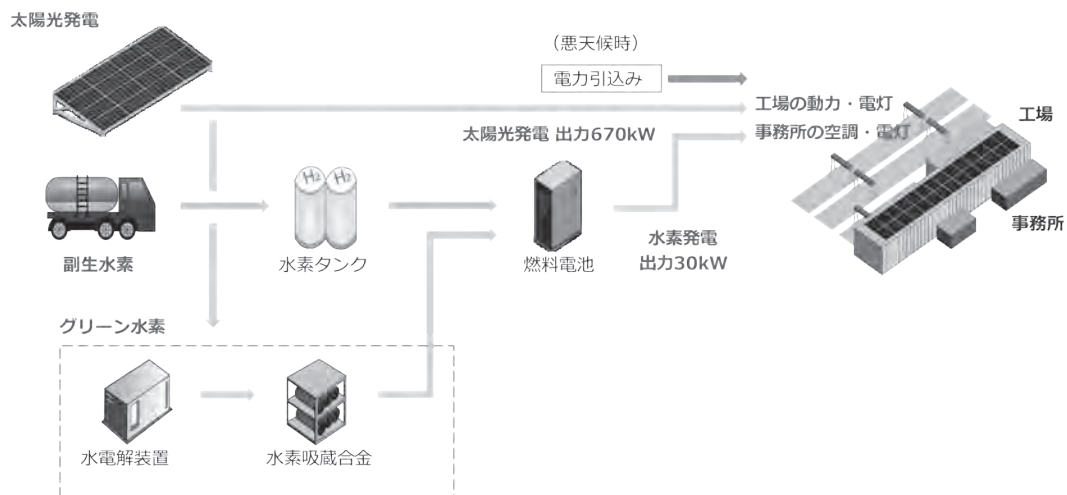 太陽光発電
（悪天候時）
電力引込み
工場の動力・電灯
事務所の空調・電灯
工場
太陽光発電 出力670kW
H2
H2
事務所
副生水素
水素タンク
燃料電池
水素発電
出力30kW
グリーン水素
水電解装置
水素吸蔵合金